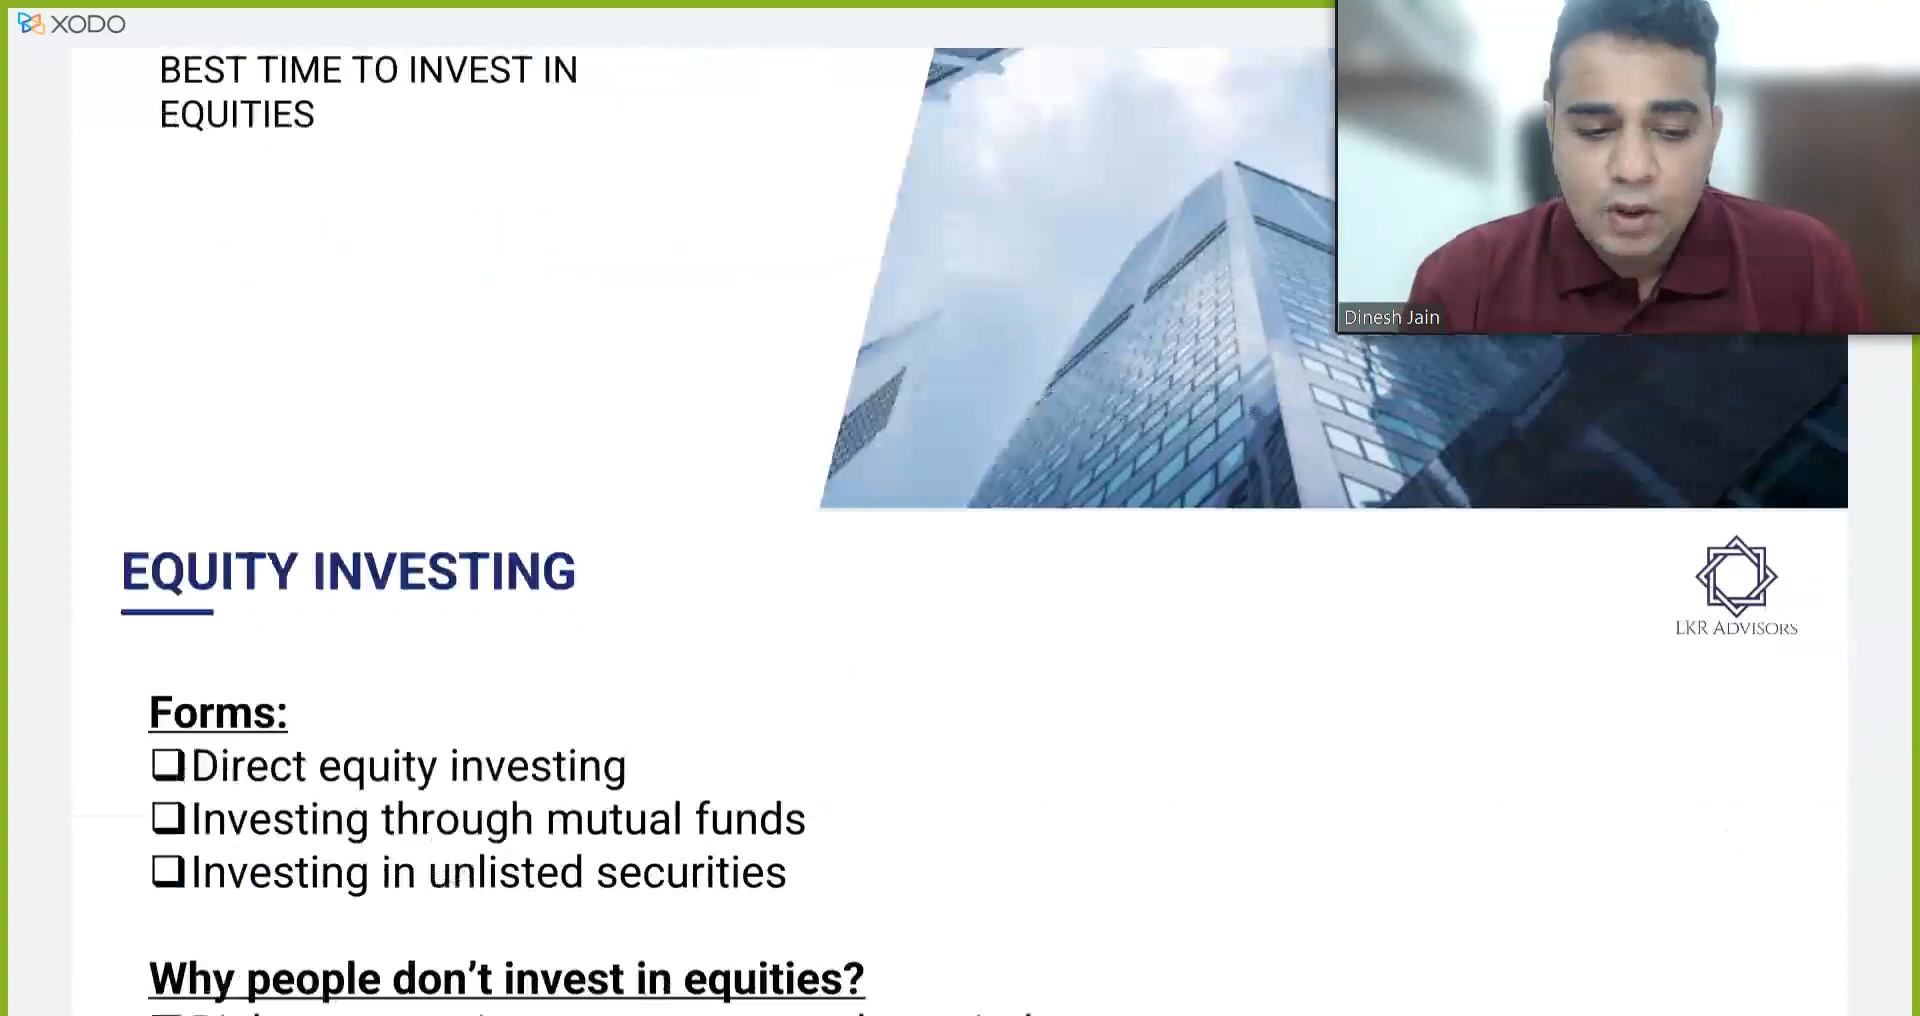 XODO
BEST TIME TO INVEST IN
EQUITIES
Dinesh Jain
EQUITY INVESTING
LKR ADVISORS
Forms:
❑Direct equity investing
❑Investing through mutual funds
❑Investing in unlisted securities
Why people don’t invest in equities?